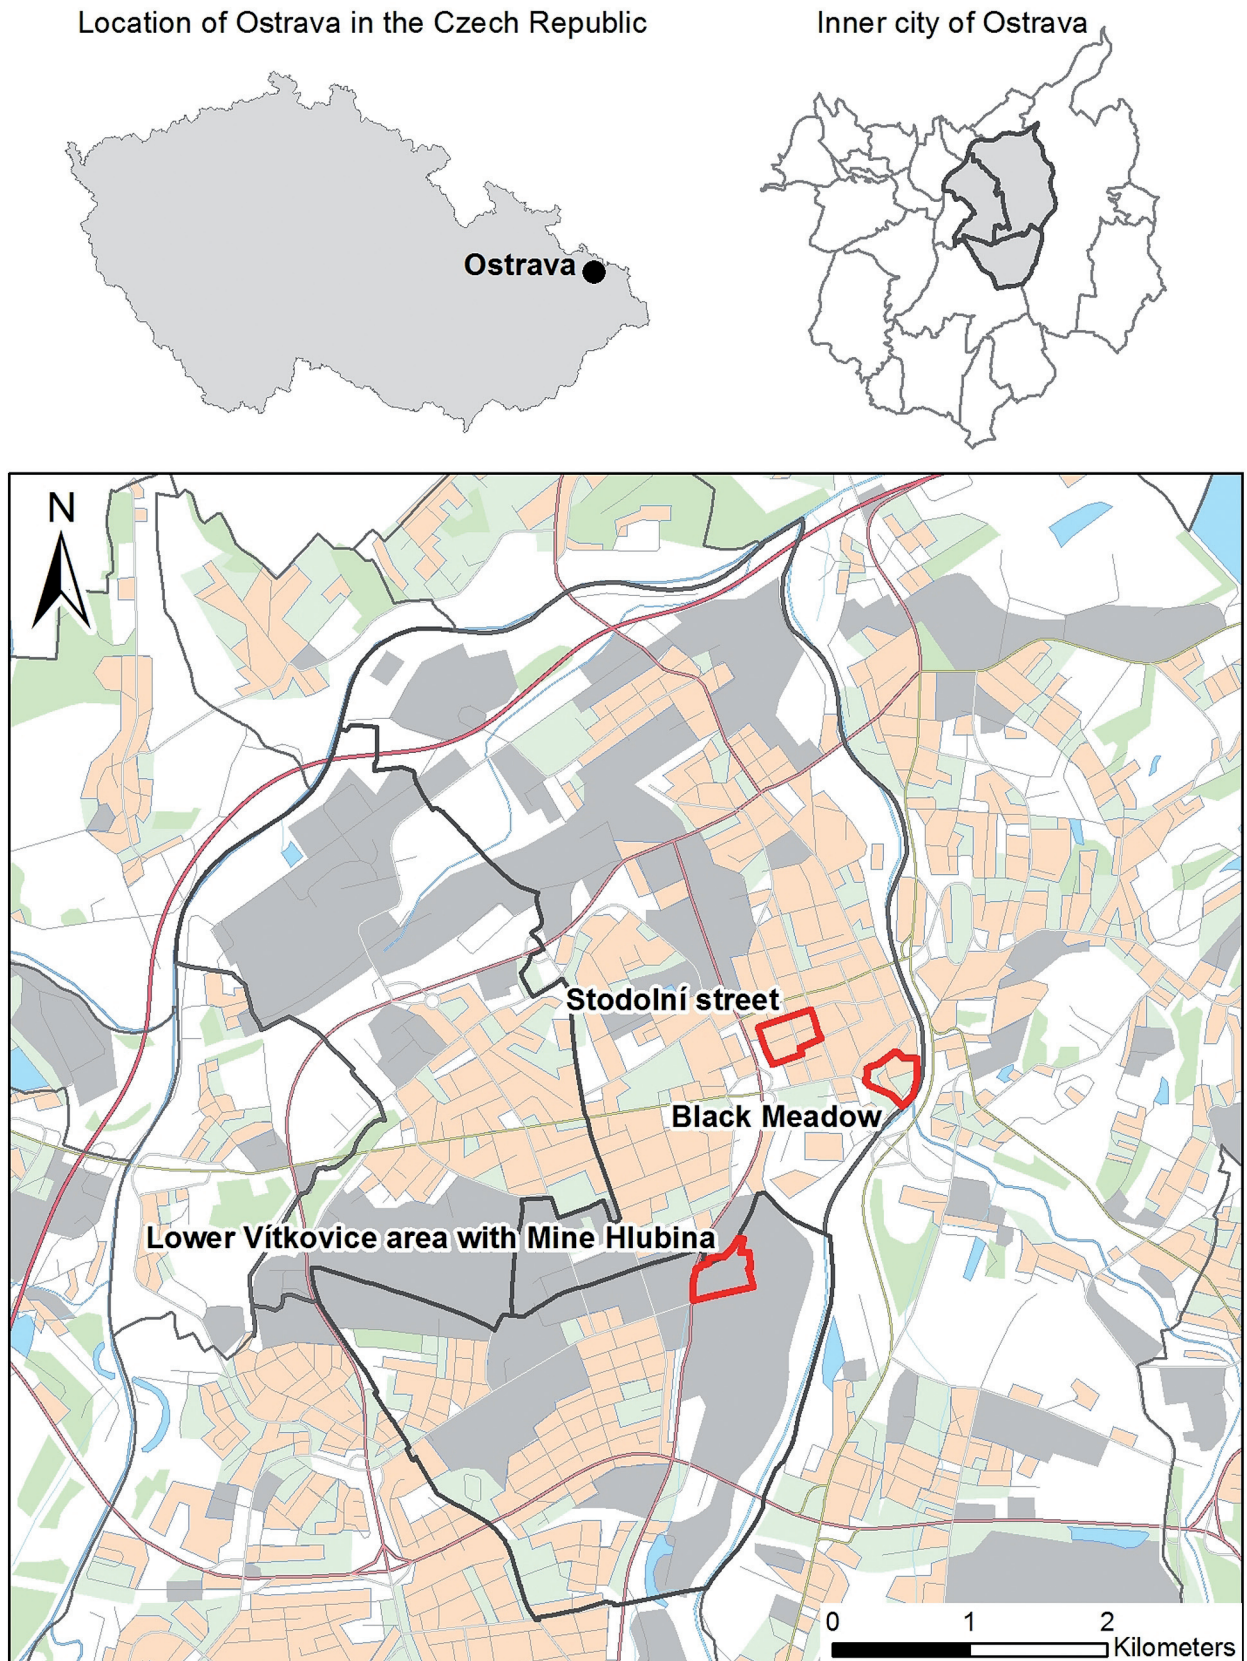 Location of Ostrava in the Czech Republic
Inner city of Ostrava
Ostrava
N
Stodolní street
Black Meadow
Lower Vítkovice area with Mine Hlubina
0 1 2
Kilometers